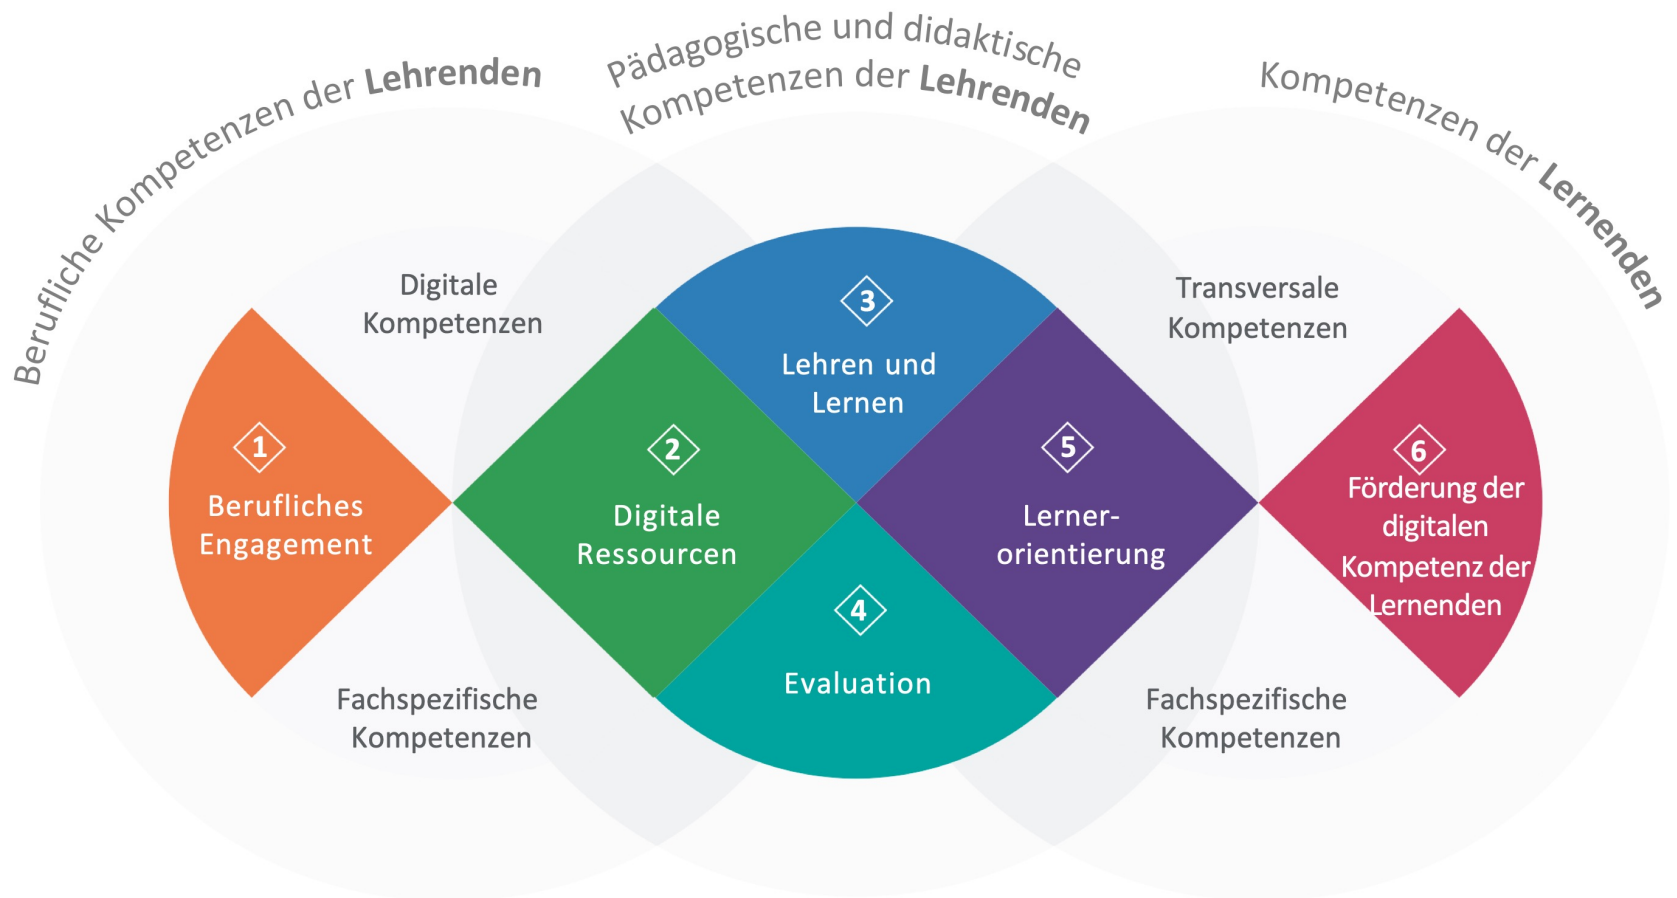 Berufliche Kompetenzen der Lehrenden
Pädagogische und didaktische
Kompetenzen der Lehrenden
Kompetenzen der Lernenden
Digitale
Kompetenzen
Transversale
Kompetenzen
1
Berufliches
Engagement
2
Digitale
Ressourcen
3
Lehren und
Lernen
4
Evaluation
5
Lerner-
orientierung
6
Förderung der
digitalen
Kompetenz der
Lernenden
Fachspezifische
Kompetenzen
Fachspezifische
Kompetenzen